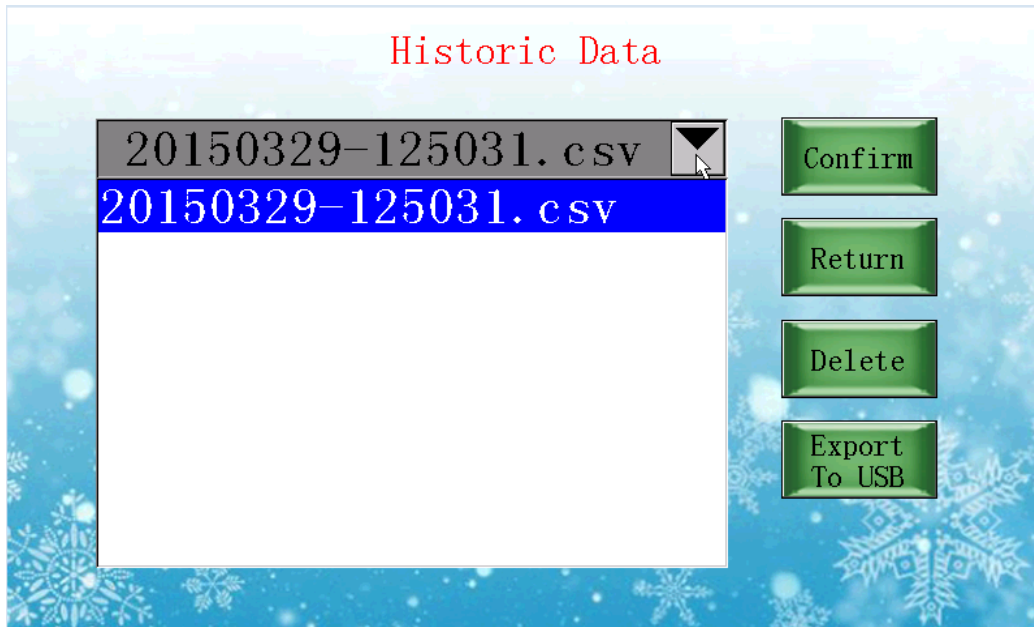 Historic Data
20150329-125031.csv
20150329-125031.csv
Confirm
Return
Delete
Export
To USB